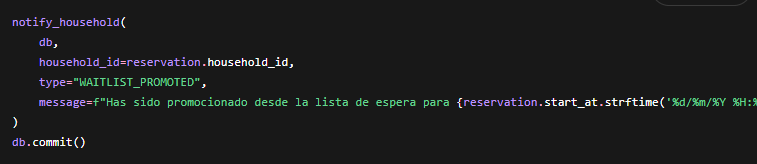 notify_household(
    db,
    household_id=reservation.household_id,
    type="WAITLIST_PROMOTED",
    message=f"Has sido promocionado desde la lista de espera para {reservation.start_at.strftime('%d/%m/%Y %H:%
)
db.commit()